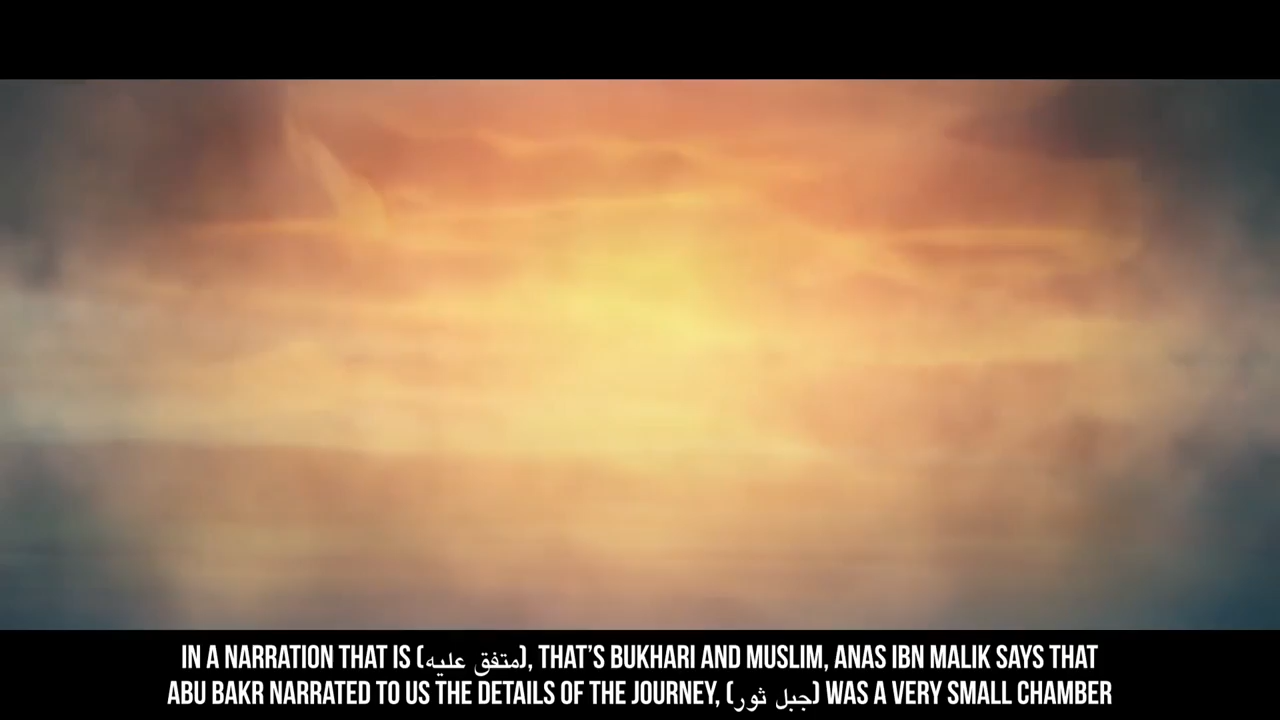 IN A NARRATION THAT IS (متفق عليه), THAT'S BUKHARI AND MUSLIM, ANAS IBN MALIK SAYS THAT
ABU BAKR NARRATED TO US THE DETAILS OF THE JOURNEY, (جبل ثور) WAS A VERY SMALL CHAMBER